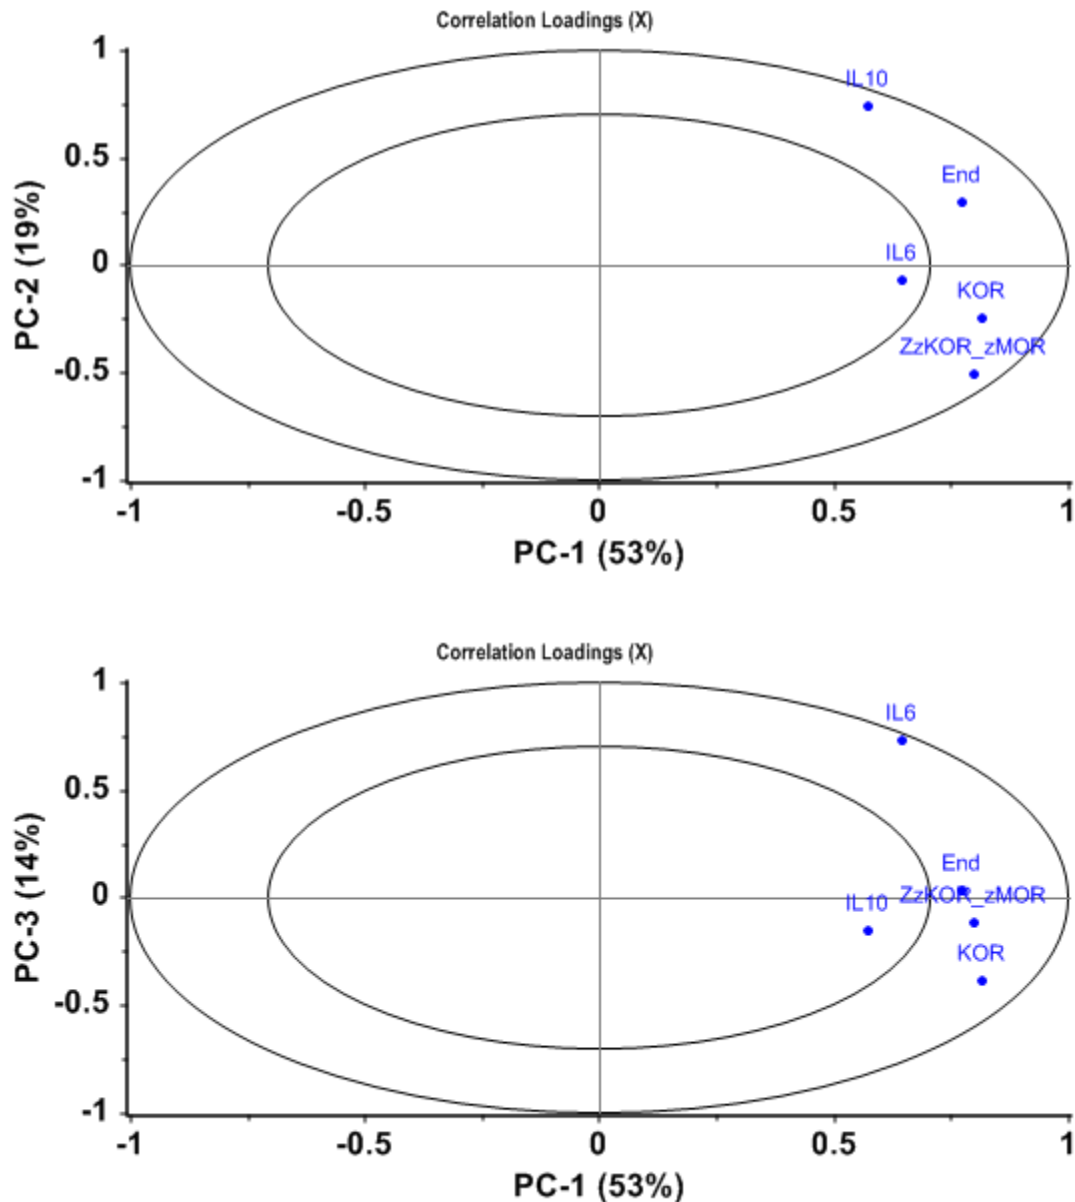 Correlation Loadings (X)
1
0.5
0
-0.5
-1
PC-2 (19%)
IL10
End
IL6
KOR
ZzKOR_zMOR
-1
-0.5
0
0.5
1
PC-1 (53%)
Correlation Loadings (X)
1
0.5
0
-0.5
-1
PC-3 (14%)
IL6
End
ZzKOR_zMOR
IL10
KOR
-1
-0.5
0
0.5
1
PC-1 (53%)